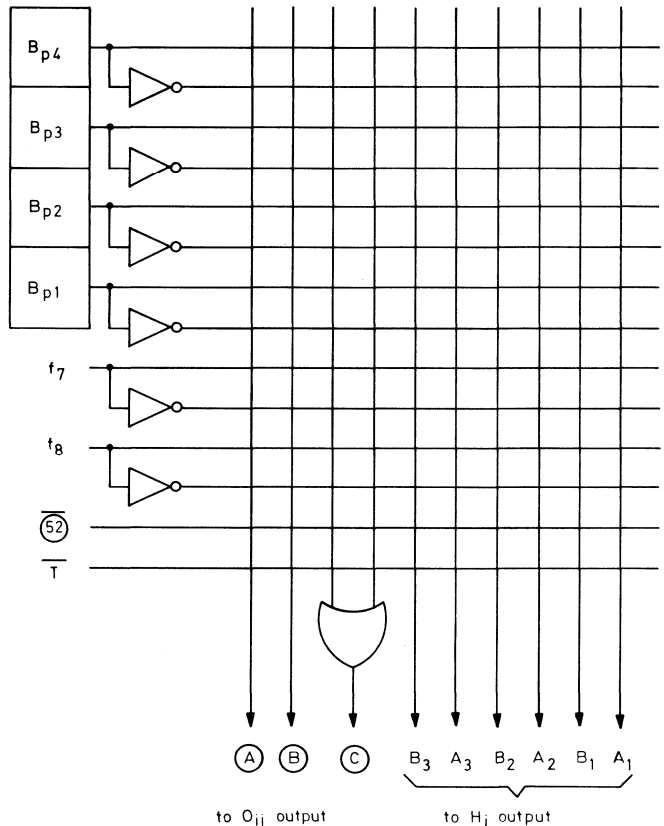 Bp4
Bp3
Bp2
Bp1
f7
f8
52
T
A B C B3 A3 B2 A2 B1 A1
to Oij output to Hi output